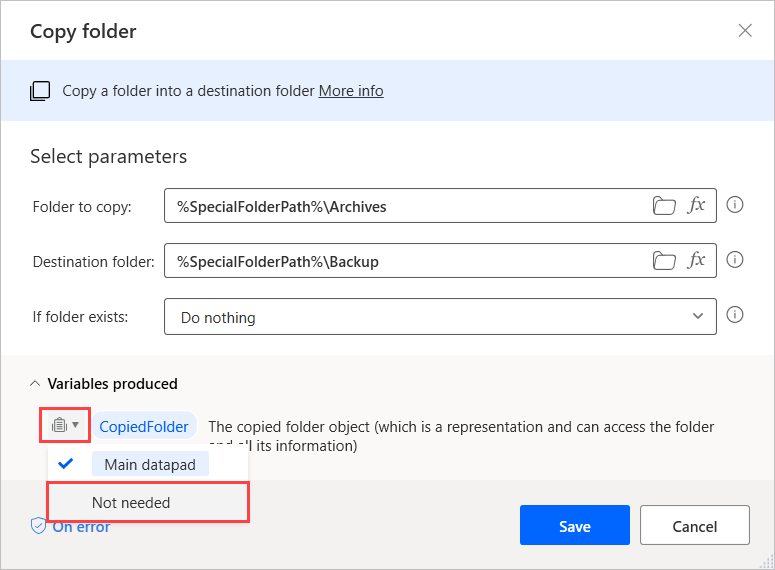 Copy folder
Copy a folder into a destination folder More info
Select parameters
Folder to copy: %SpecialFolderPath%\Archives fx
Destination folder: %SpecialFolderPath%\Backup fx
If folder exists: Do nothing
Variables produced
CopiedFolder The copied folder object (which is a representation and can access the folder
and all its information)
Main datapad
Not needed
On error Save Cancel